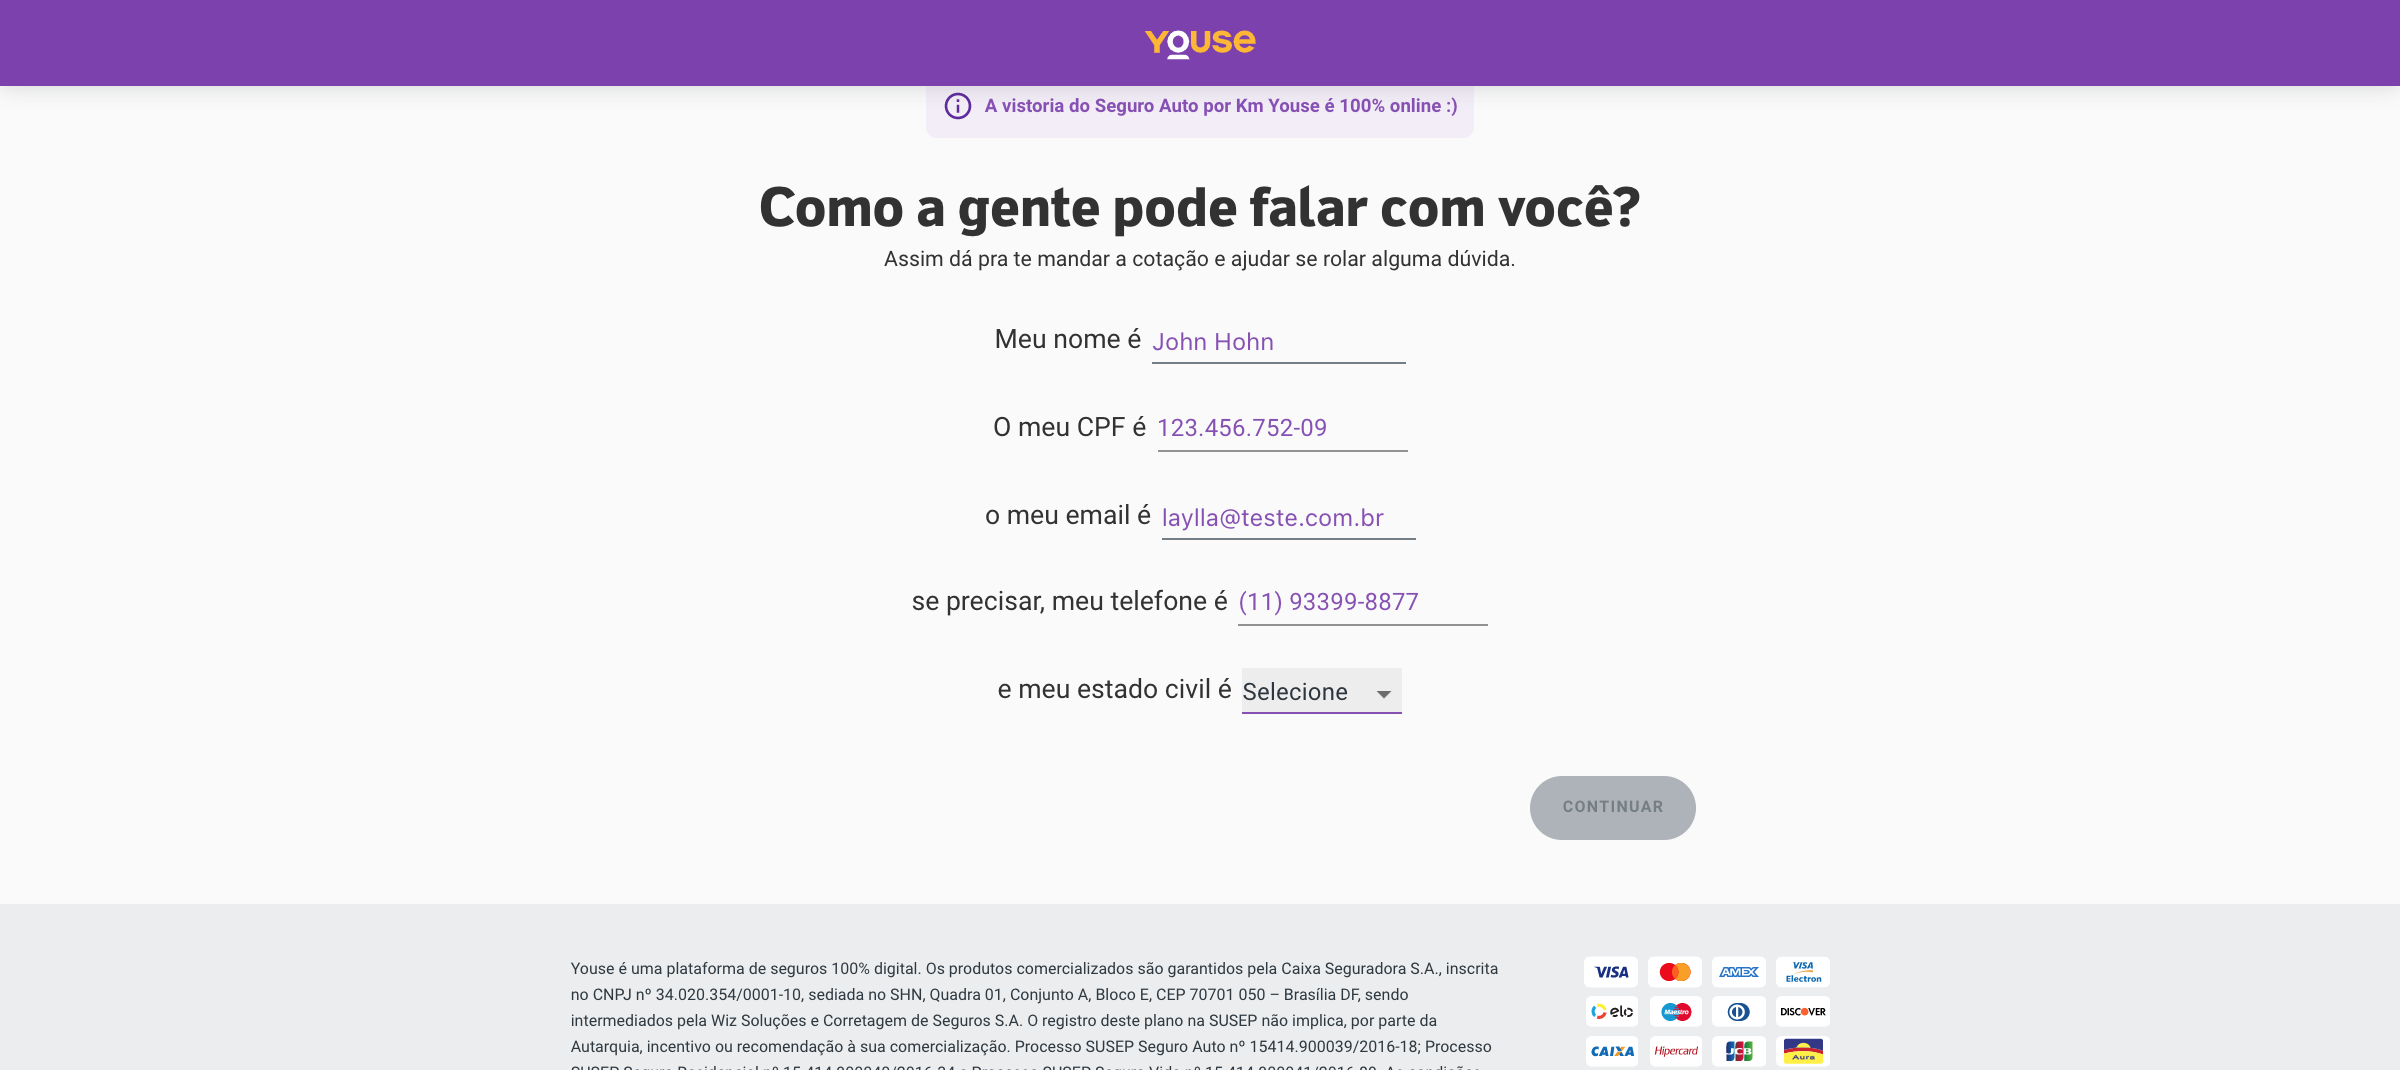 Youse
A vistoria do Seguro Auto por Km Youse é 100% online :)
Como a gente pode falar com você?
Assim dá pra te mandar a cotação e ajudar se rolar alguma dúvida.
Meu nome é John Hohn
O meu CPF é 123.456.752-09
o meu email é laylla@teste.com.br
se precisar, meu telefone é (11) 93399-8877
e meu estado civil é Selecione
CONTINUAR
Youse é uma plataforma de seguros 100% digital. Os produtos comercializados são garantidos pela Caixa Seguradora S.A., inscrita
no CNPJ nº 34.020.354/0001-10, sediada no SHN, Quadra 01, Conjunto A, Bloco E, CEP 70701 050 – Brasília DF, sendo
intermediados pela Wiz Soluções e Corretagem de Seguros S.A. O registro deste plano na SUSEP não implica, por parte da
Autarquia, incentivo ou recomendação à sua comercialização. Processo SUSEP Seguro Auto nº 15414.900039/2016-18; Processo
VISA AMEX VISA Electron
elo Maestro DISCOVER
CAIXA Hipercard JCB Aura